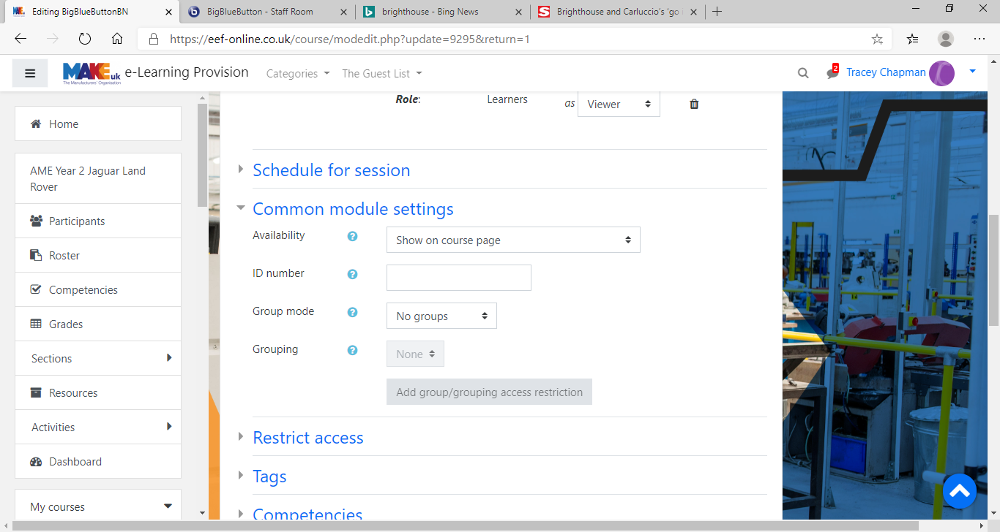 Editing BigBlueButtonBN
BigBlueButton - Staff Room
brighthouse - Bing News
Brighthouse and Carluccio's 'go i
https://eef-online.co.uk/course/modedit.php?update=9295&return=1
MAKE uk
The Manufacturers' Organisation
e-Learning Provision
Categories
The Guest List
2
Tracey Chapman
Home
AME Year 2 Jaguar Land
Rover
Participants
Roster
Competencies
Grades
Sections
Resources
Activities
Dashboard
My courses
Role:
Learners
as
Viewer
Schedule for session
Common module settings
Availability
Show on course page
ID number
Group mode
No groups
Grouping
None
Add group/grouping access restriction
Restrict access
Tags
Competencies